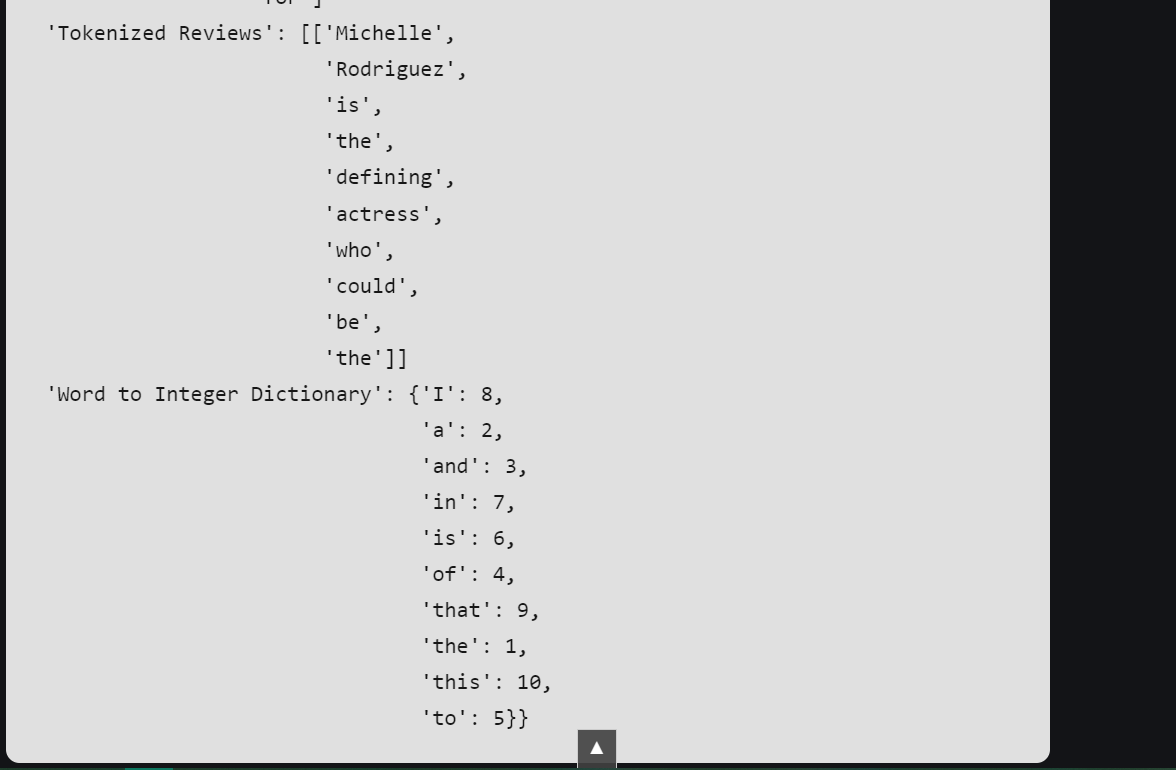 'Tokenized Reviews': [['Michelle',
'Rodriguez',
'is',
'the',
'defining',
'actress',
'who',
'could',
'be',
'the']]
'Word to Integer Dictionary': {'I': 8,
'a': 2,
'and': 3,
'in': 7,
'is': 6,
'of': 4,
'that': 9,
'the': 1,
'this': 10,
'to': 5}}